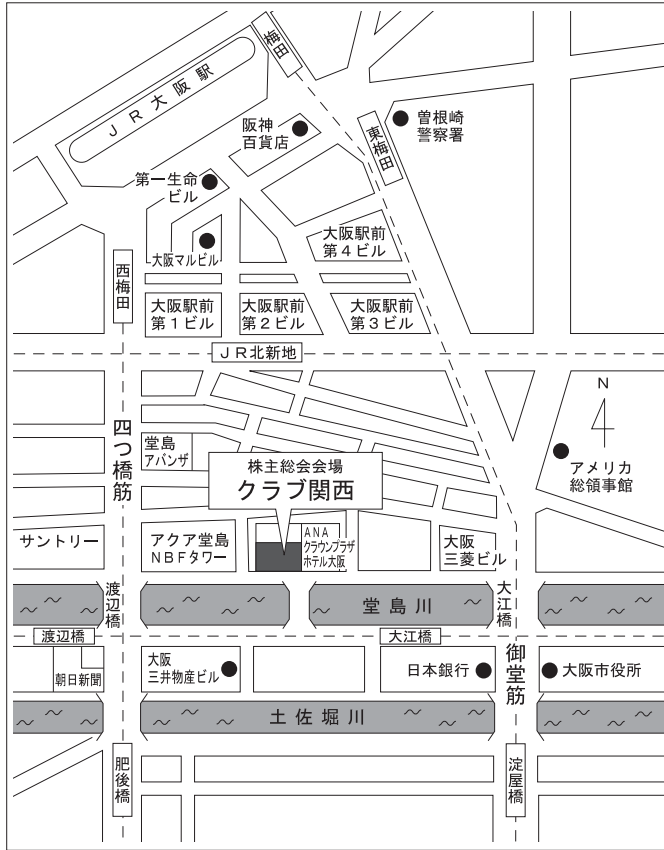 梅田
JR大阪駅
阪神
百貨店
曽根崎
警察署
東梅田
第一生命
ビル
大阪マルビル
大阪駅前
第4ビル
西梅田
大阪駅前
第1ビル
大阪駅前
第2ビル
大阪駅前
第3ビル
JR北新地
N
四つ橋筋
堂島
アバンザ
株主総会会場
クラブ関西
アメリカ
総領事館
サントリー
アクア堂島
NBFタワー
ANA
クラウンプラザ
ホテル大阪
大阪
三菱ビル
渡辺橋
堂島川
大江橋
渡辺橋
大江橋
御堂筋
朝日新聞
大阪
三井物産ビル
日本銀行
大阪市役所
土佐堀川
肥後橋
淀屋橋